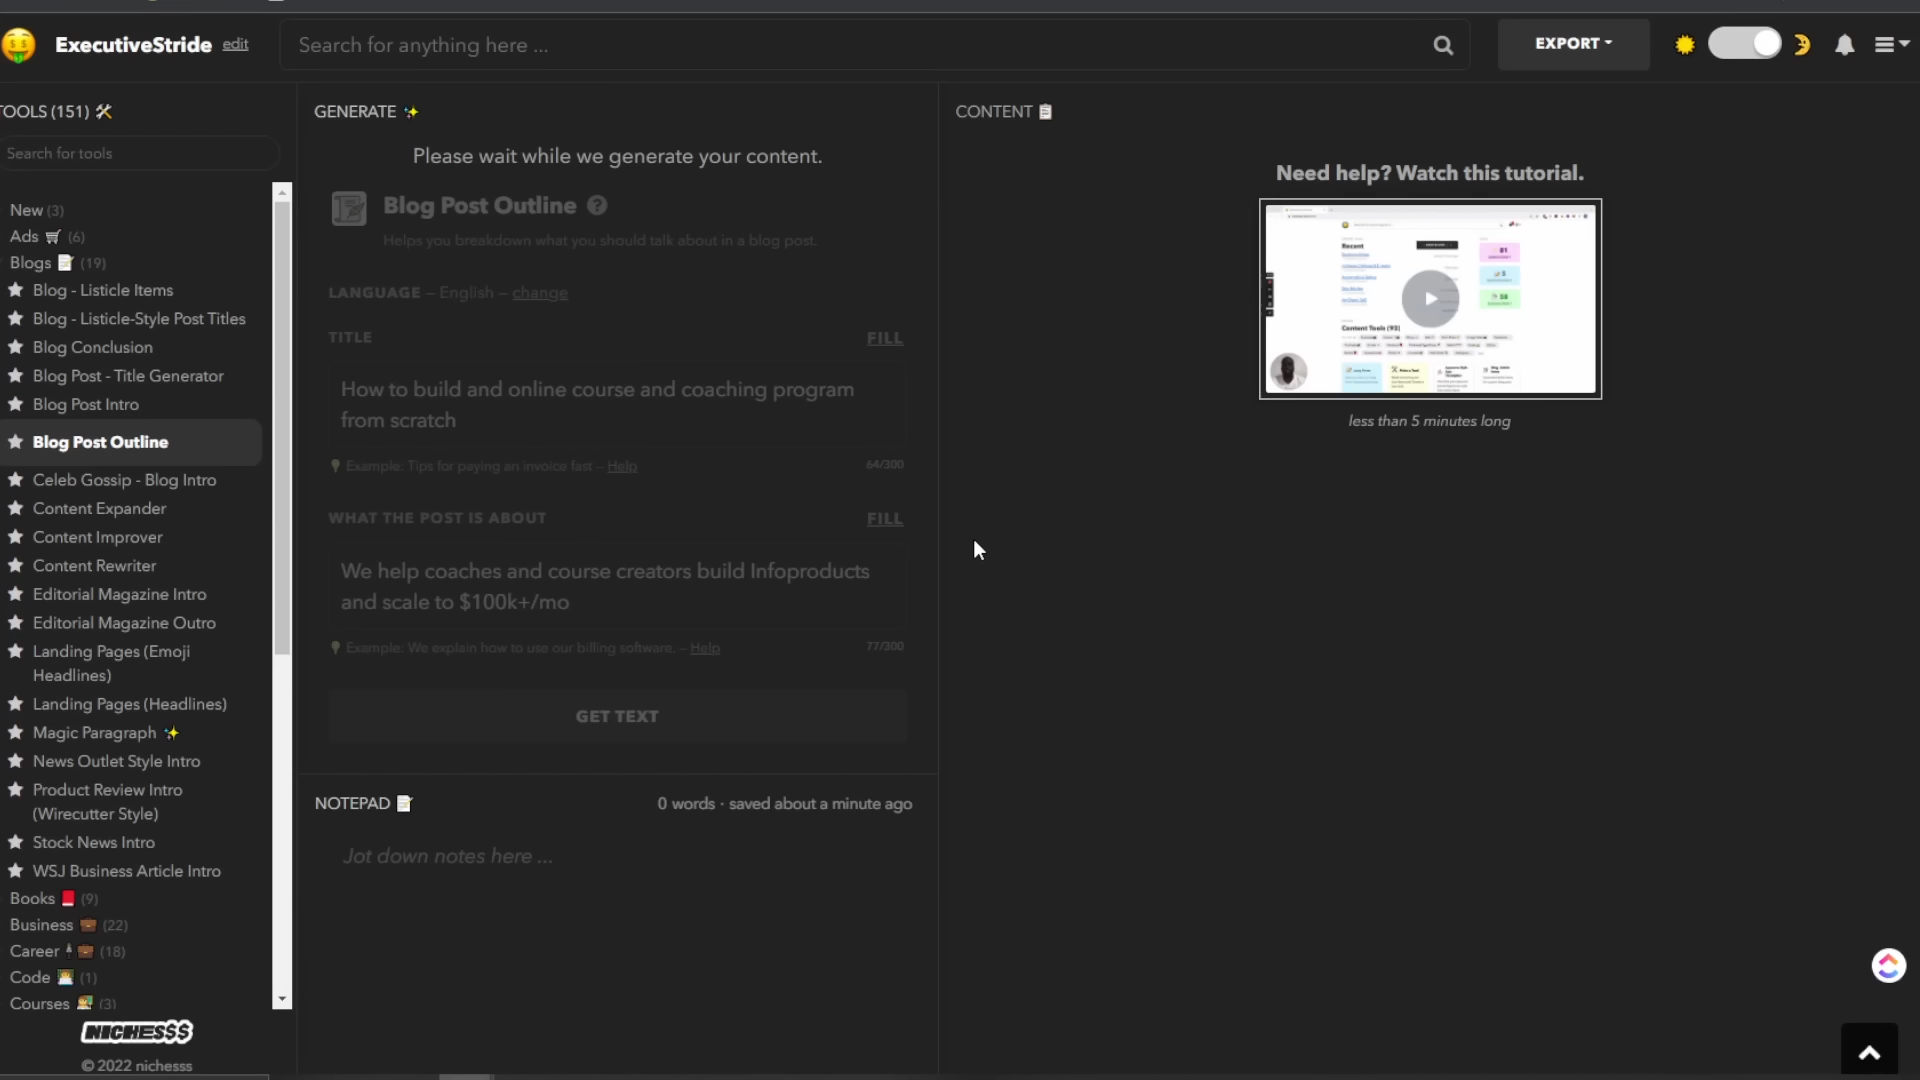 ExecutiveStride edit
Search for anything here ...
EXPORT
TOOLS (151)
Search for tools
New (3)
Ads (6)
Blogs (19)
Blog - Listicle Items
Blog - Listicle-Style Post Titles
Blog Conclusion
Blog Post - Title Generator
Blog Post Intro
Blog Post Outline
Celeb Gossip - Blog Intro
Content Expander
Content Improver
Content Rewriter
Editorial Magazine Intro
Editorial Magazine Outro
Landing Pages (Emoji
Headlines)
Landing Pages (Headlines)
Magic Paragraph
News Outlet Style Intro
Product Review Intro
(Wirecutter Style)
Stock News Intro
WSJ Business Article Intro
Books (9)
Business (22)
Career (18)
Code (1)
Courses (3)
NICHES$$
© 2022 nichesss
GENERATE
Please wait while we generate your content.
Blog Post Outline
Helps you breakdown what you should talk about in a blog post.
LANGUAGE – English – change
TITLE FILL
How to build and online course and coaching program
from scratch
Example: Tips for paying an invoice fast – Help 64/300
WHAT THE POST IS ABOUT FILL
We help coaches and course creators build Infoproducts
and scale to $100k+/mo
Example: We explain how to use our billing software. – Help 77/300
GET TEXT
NOTEPAD 0 words · saved about a minute ago
Jot down notes here ...
CONTENT
Need help? Watch this tutorial.
Recent
81
5
58
Content Tools (93)
less than 5 minutes long